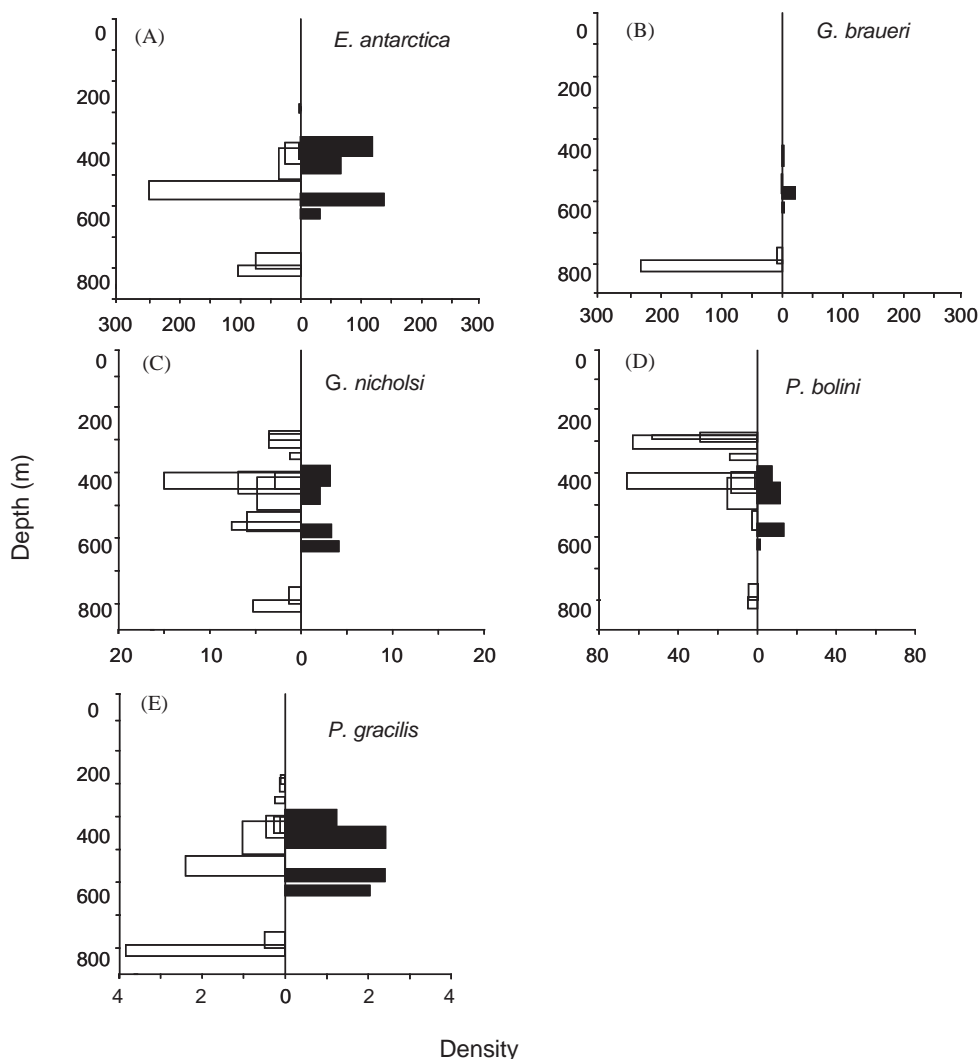 (A) E. antarctica
0
200
400
600
800
300 200 100 0 100 200 300
(B) G. braueri
0
200
400
600
800
300 200 100 0 100 200 300
(C) G. nicholsi
0
200
400
600
800
20 10 0 10 20
(D) P. bolini
0
200
400
600
800
80 40 0 40 80
Depth (m)
(E) P. gracilis
0
200
400
600
800
4 2 0 2 4
Density